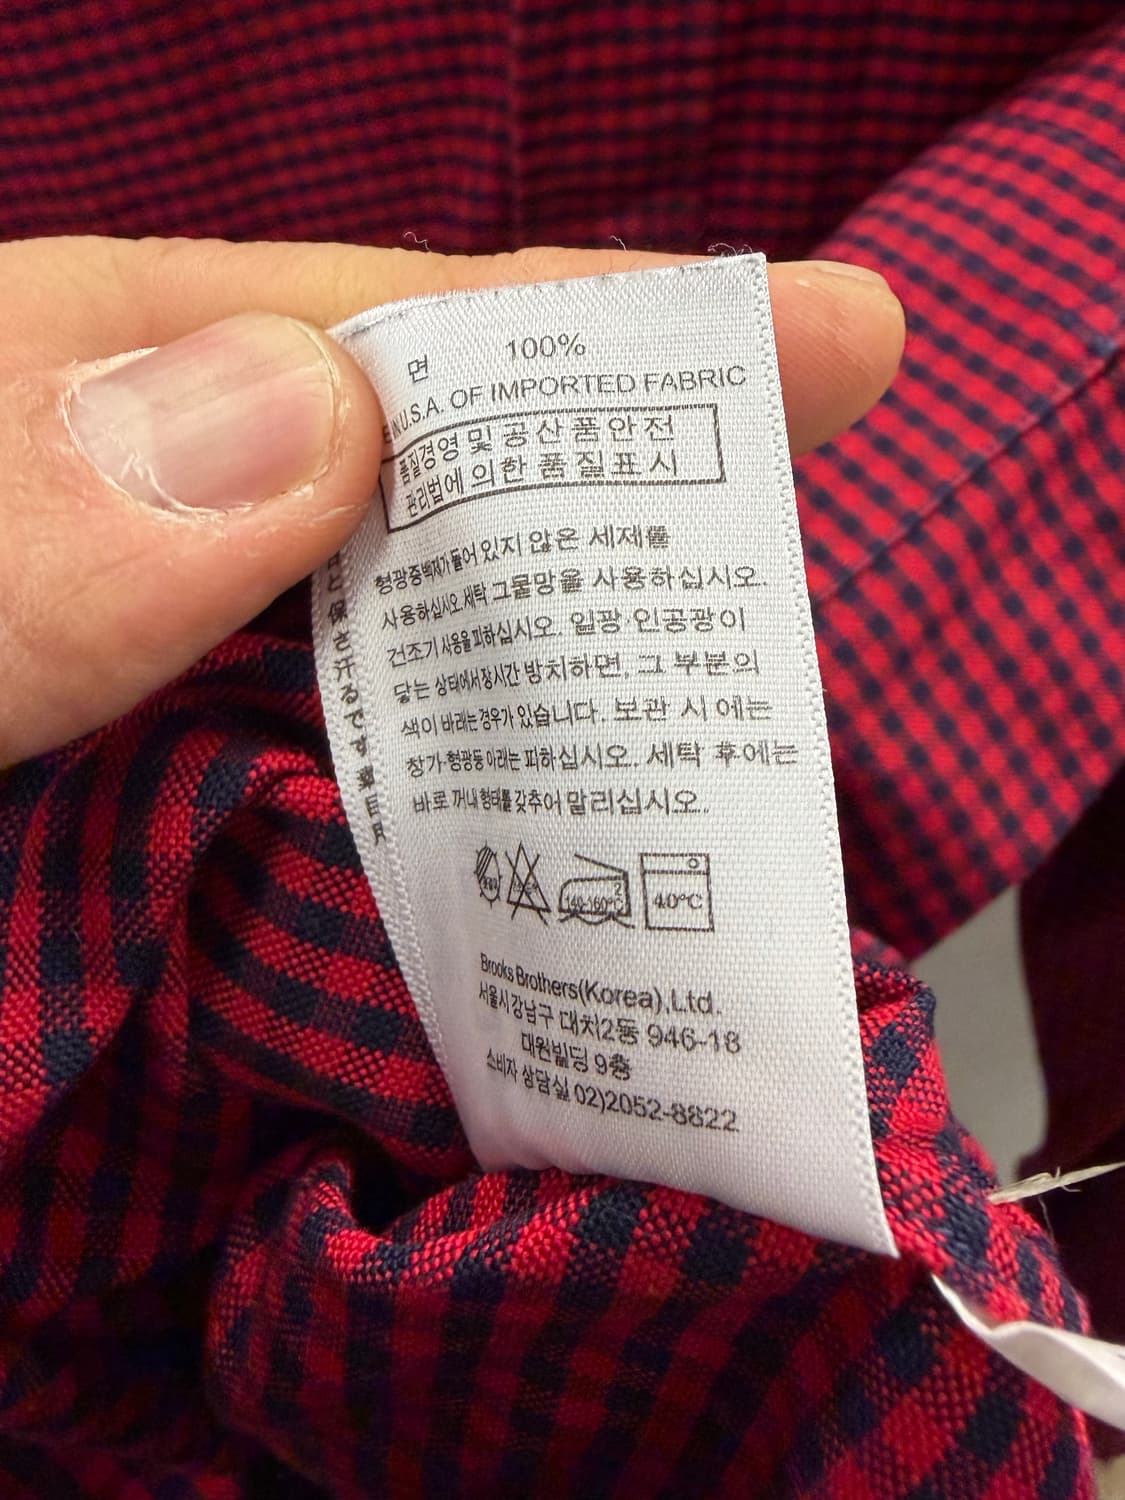 면 100%
U.S.A. OF IMPORTED FABRIC
품질경영 및 공산품안전
관리법에 의한 품질표시
형광증백제가 들어 있지 않은 세제를
사용하십시오. 세탁 그물망을 사용하십시오.
건조기 사용을 피하십시오. 일광 인공광이
닿는 상태에서 장시간 방치하면, 그 부분의
색이 바래는 경우가 있습니다. 보관 시 에는
창가·형광등 아래는 피하십시오. 세탁 후에는
바로 꺼내 형태를 갖추어 말리십시오.
2
140-160°C
40°C
Brooks Brothers(Korea),Ltd.
서울시 강남구 대치2동 946-18
대원빌딩 9층
소비자 상담실 02)2052-8822